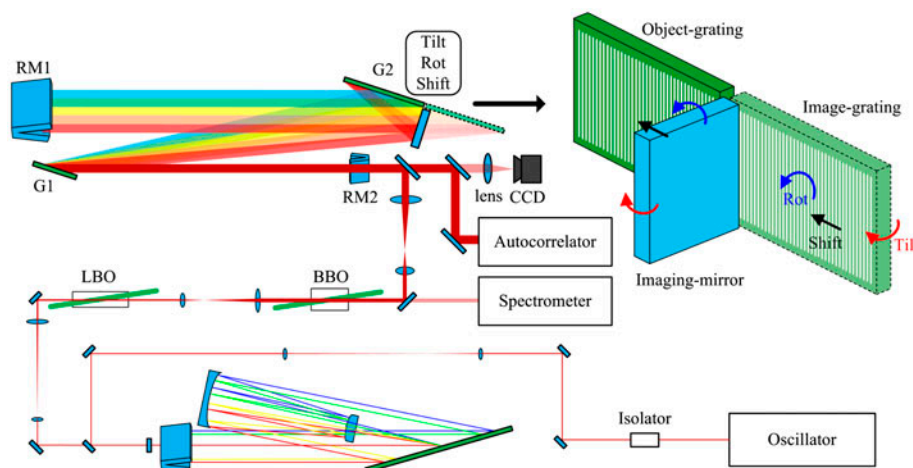 Object-grating
Tilt
Rot
Shift
RM1
G2
Image-grating
G1
RM2
lens
CCD
Rot
Shift
Til
Autocorrelator
Imaging-mirror
LBO
BBO
Spectrometer
Isolator
Oscillator